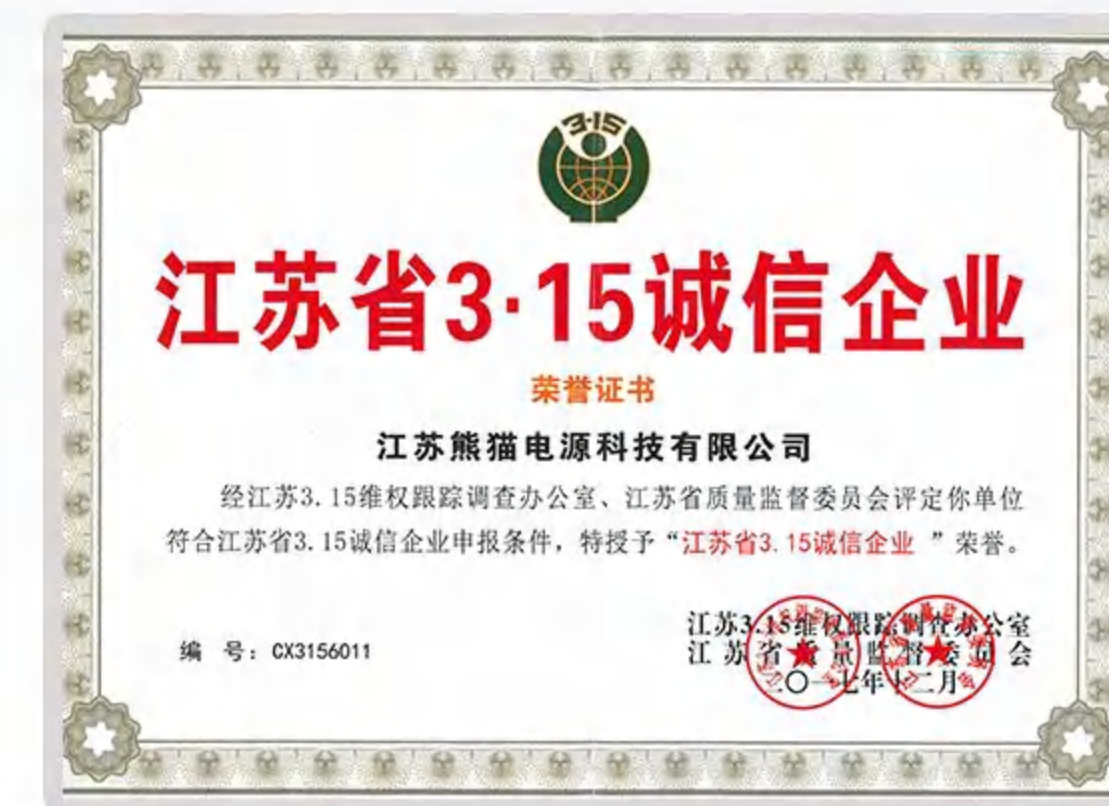 3·15
江苏省3·15诚信企业
荣誉证书
江苏熊猫电源科技有限公司
经江苏3.15维权跟踪调查办公室、江苏省质量监督委员会评定你单位
符合江苏省3.15诚信企业申报条件，特授予“江苏省3.15诚信企业 ”荣誉。
编 号：CX3156011
江苏3.15维权跟踪调查办公室
江苏省质量监督委员会
二〇一七年十二月